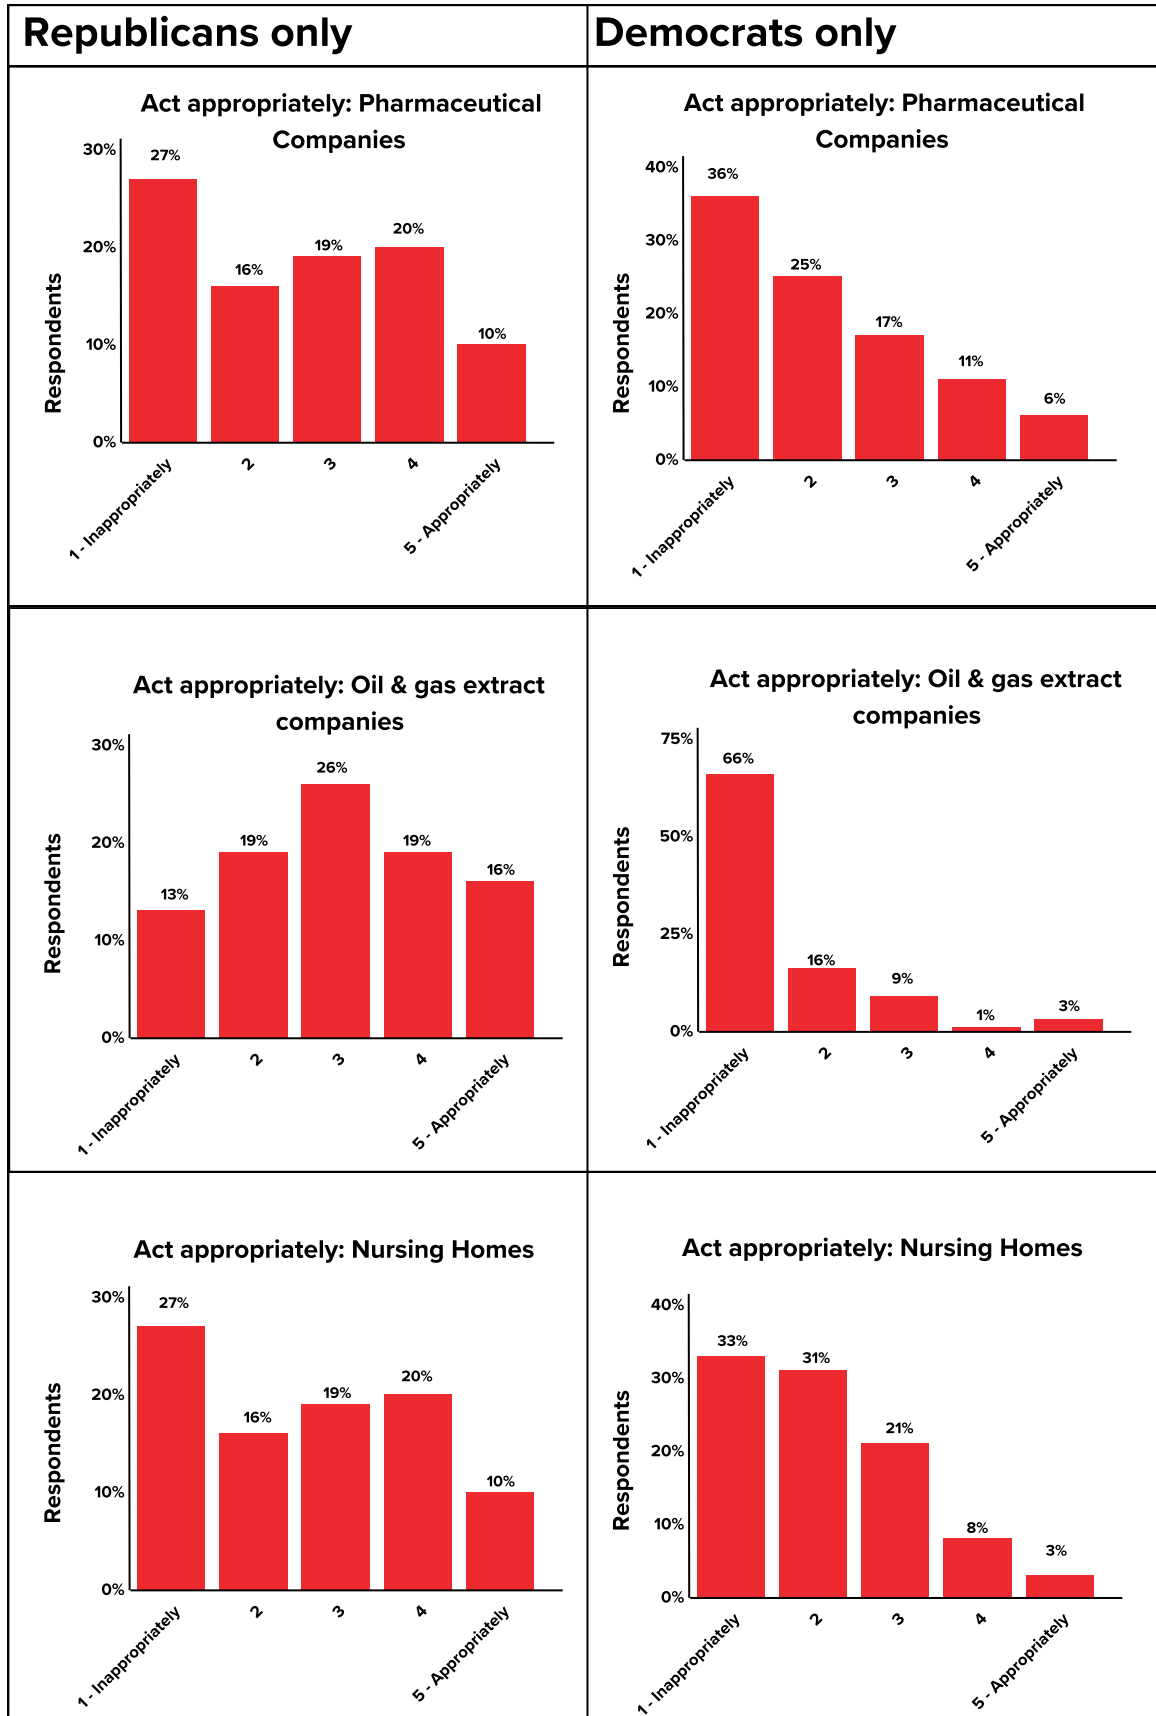 Republicans only
Democrats only
Act appropriately: Pharmaceutical
Companies
30%
20%
10%
0%
Respondents
27%
16%
19%
20%
10%
1 - Inappropriately
2
3
4
5 - Appropriately
Act appropriately: Pharmaceutical
Companies
40%
30%
20%
10%
0%
Respondents
36%
25%
17%
11%
6%
1 - Inappropriately
2
3
4
5 - Appropriately
Act appropriately: Oil & gas extract
companies
30%
20%
10%
0%
Respondents
13%
19%
26%
19%
16%
1 - Inappropriately
2
3
4
5 - Appropriately
Act appropriately: Oil & gas extract
companies
75%
50%
25%
0%
Respondents
66%
16%
9%
1%
3%
1 - Inappropriately
2
3
4
5 - Appropriately
Act appropriately: Nursing Homes
30%
20%
10%
0%
Respondents
27%
16%
19%
20%
10%
1 - Inappropriately
2
3
4
5 - Appropriately
Act appropriately: Nursing Homes
40%
30%
20%
10%
0%
Respondents
33%
31%
21%
8%
3%
1 - Inappropriately
2
3
4
5 - Appropriately